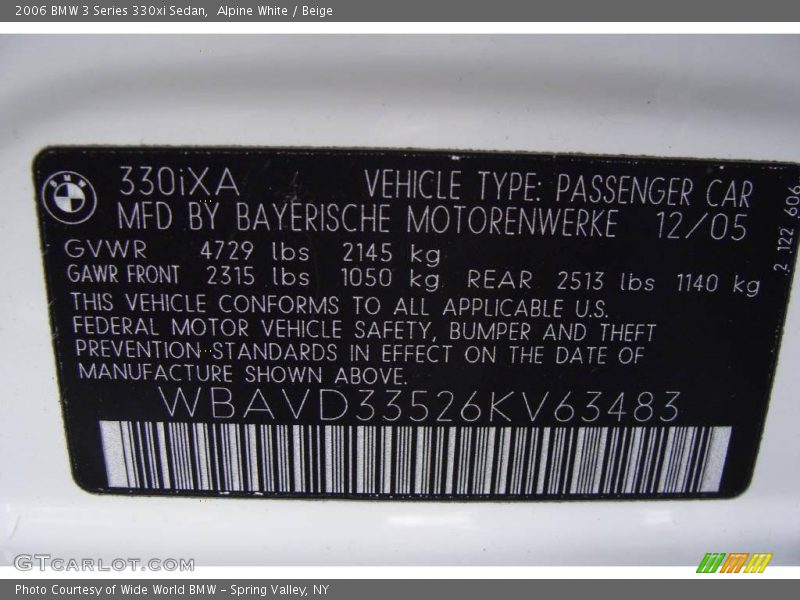 2006 BMW 3 Series 330xi Sedan,  Alpine White / Beige
BMW
330iXA VEHICLE TYPE: PASSENGER CAR
MFD BY BAYERISCHE MOTORENWERKE 12/05
GVWR 4729 lbs 2145 kg
GAWR FRONT 2315 lbs 1050 kg REAR 2513 lbs 1140 kg
THIS VEHICLE CONFORMS TO ALL APPLICABLE U.S.
FEDERAL MOTOR VEHICLE SAFETY, BUMPER AND THEFT
PREVENTION STANDARDS IN EFFECT ON THE DATE OF
MANUFACTURE SHOWN ABOVE.
WBAVD33526KV63483
2 122 606
GTCARLOT.COM
Photo Courtesy of Wide World BMW - Spring Valley, NY